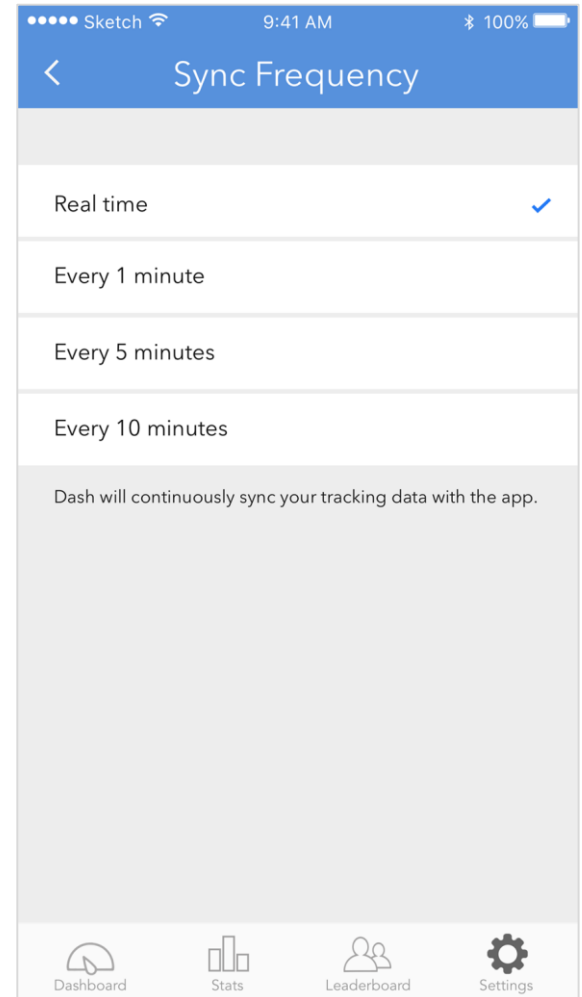 Sketch 9:41 AM 100%
Sync Frequency
Real time
Every 1 minute
Every 5 minutes
Every 10 minutes
Dash will continuously sync your tracking data with the app.
Dashboard Stats Leaderboard Settings